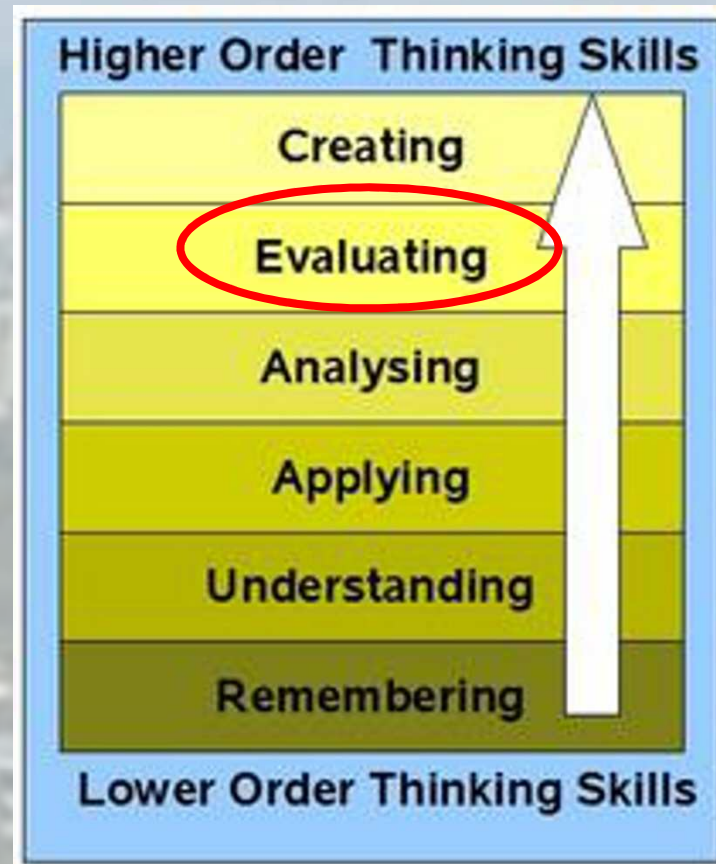 Higher Order Thinking Skills
Creating
Evaluating
Analysing
Applying
Understanding
Remembering
Lower Order Thinking Skills